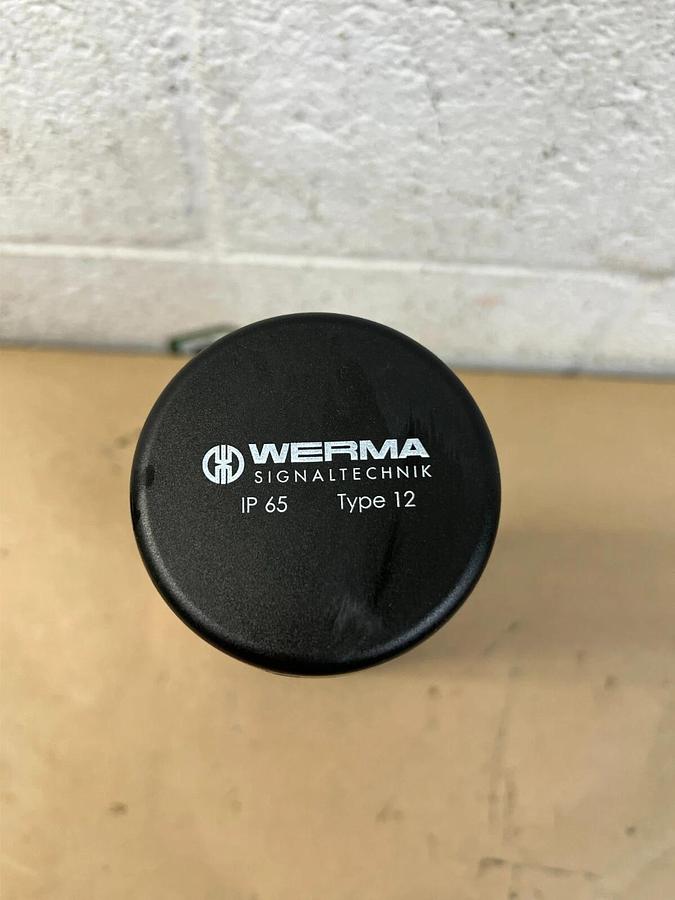 WERMA
SIGNALTECHNIK
IP 65 Type 12